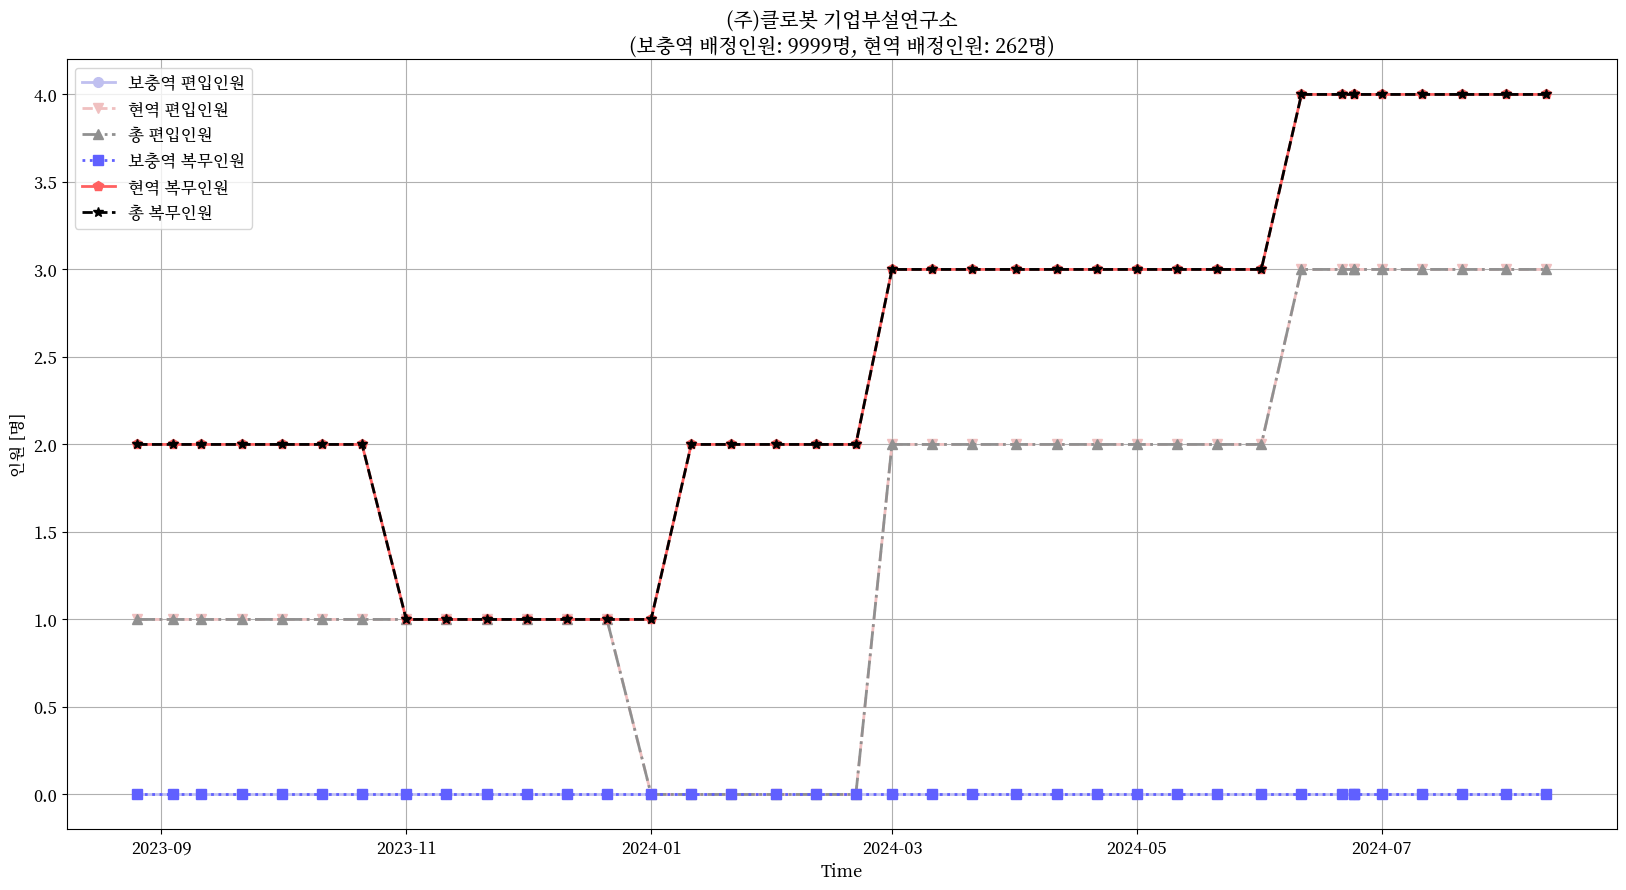 (주)클로봇 기업부설연구소
(보충역 배정인원: 9999명, 현역 배정인원: 262명)
보충역 편입인원
현역 편입인원
총 편입인원
보충역 복무인원
현역 복무인원
총 복무인원
4.0
3.5
3.0
2.5
2.0
1.5
1.0
0.5
0.0
인원 [명]
2023-09
2023-11
2024-01
2024-03
2024-05
2024-07
Time